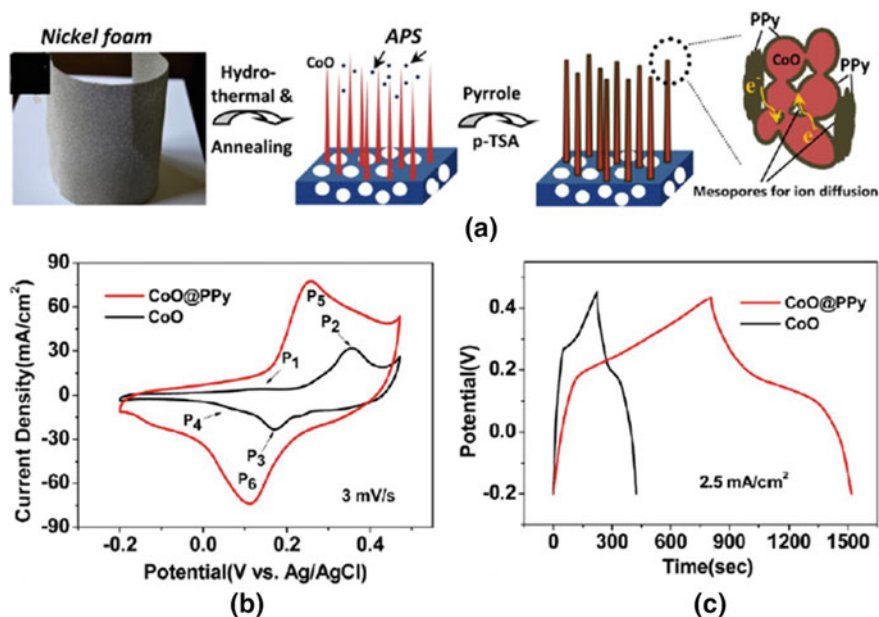 Nickel foam
Hydro-
thermal &
Annealing
CoO
APS
Pyrrole
p-TSA
PPy
CoO
PPy
e⁻
e⁻
Mesopores for ion diffusion
(a)
Current Density(mA/cm²)
90
60
30
0
-30
-60
-90
CoO@PPy
CoO
P₅
P₂
P₁
P₄
P₃
P₆
3 mV/s
-0.2
0.0
0.2
0.4
Potential(V vs. Ag/AgCl)
(b)
Potential(V)
0.4
0.2
0.0
-0.2
CoO@PPy
CoO
2.5 mA/cm²
0
300
600
900
1200
1500
Time(sec)
(c)